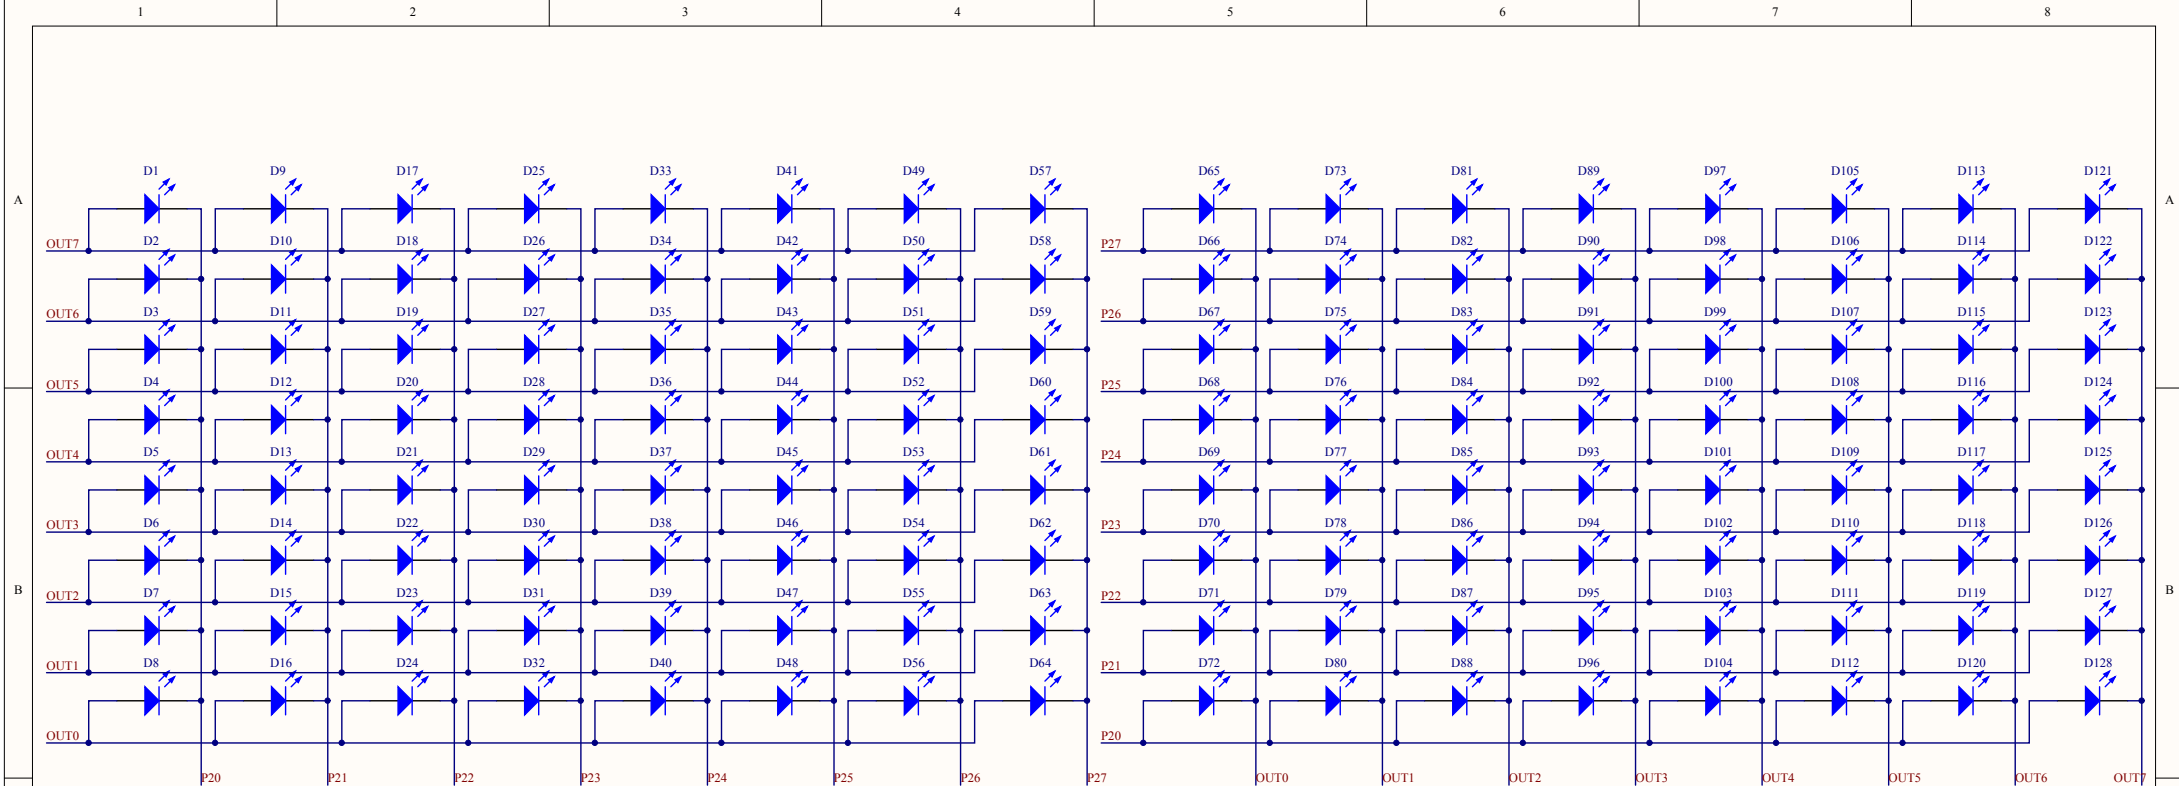 1 2 3 4 5 6 7 8
D1 D9 D17 D25 D33 D41 D49 D57 D65 D73 D81 D89 D97 D105 D113 D121
A A
OUT7 D2 D10 D18 D26 D34 D42 D50 D58 P27 D66 D74 D82 D90 D98 D106 D114 D122
OUT6 D3 D11 D19 D27 D35 D43 D51 D59 P26 D67 D75 D83 D91 D99 D107 D115 D123
OUT5 D4 D12 D20 D28 D36 D44 D52 D60 P25 D68 D76 D84 D92 D100 D108 D116 D124
OUT4 D5 D13 D21 D29 D37 D45 D53 D61 P24 D69 D77 D85 D93 D101 D109 D117 D125
OUT3 D6 D14 D22 D30 D38 D46 D54 D62 P23 D70 D78 D86 D94 D102 D110 D118 D126
B B
OUT2 D7 D15 D23 D31 D39 D47 D55 D63 P22 D71 D79 D87 D95 D103 D111 D119 D127
OUT1 D8 D16 D24 D32 D40 D48 D56 D64 P21 D72 D80 D88 D96 D104 D112 D120 D128
OUT0 P20
P20 P21 P22 P23 P24 P25 P26 P27 OUT0 OUT1 OUT2 OUT3 OUT4 OUT5 OUT6 OUT7